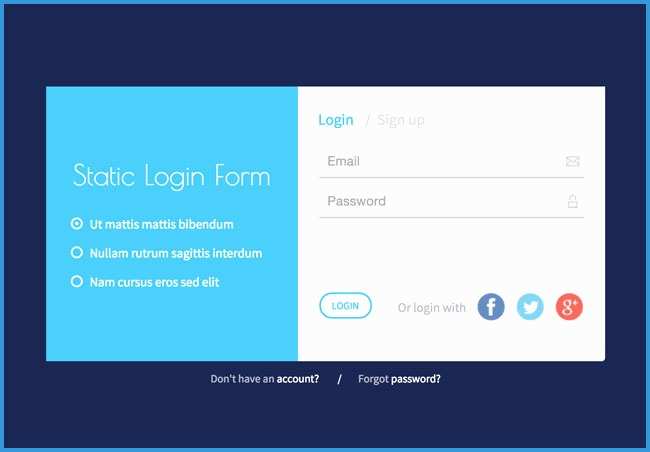 Static Login Form
Ut mattis mattis bibendum
Nullam rutrum sagittis interdum
Nam cursus eros sed elit
Login / Sign up
Email
Password
LOGIN
Or login with f g+
Don't have an account? / Forgot password?